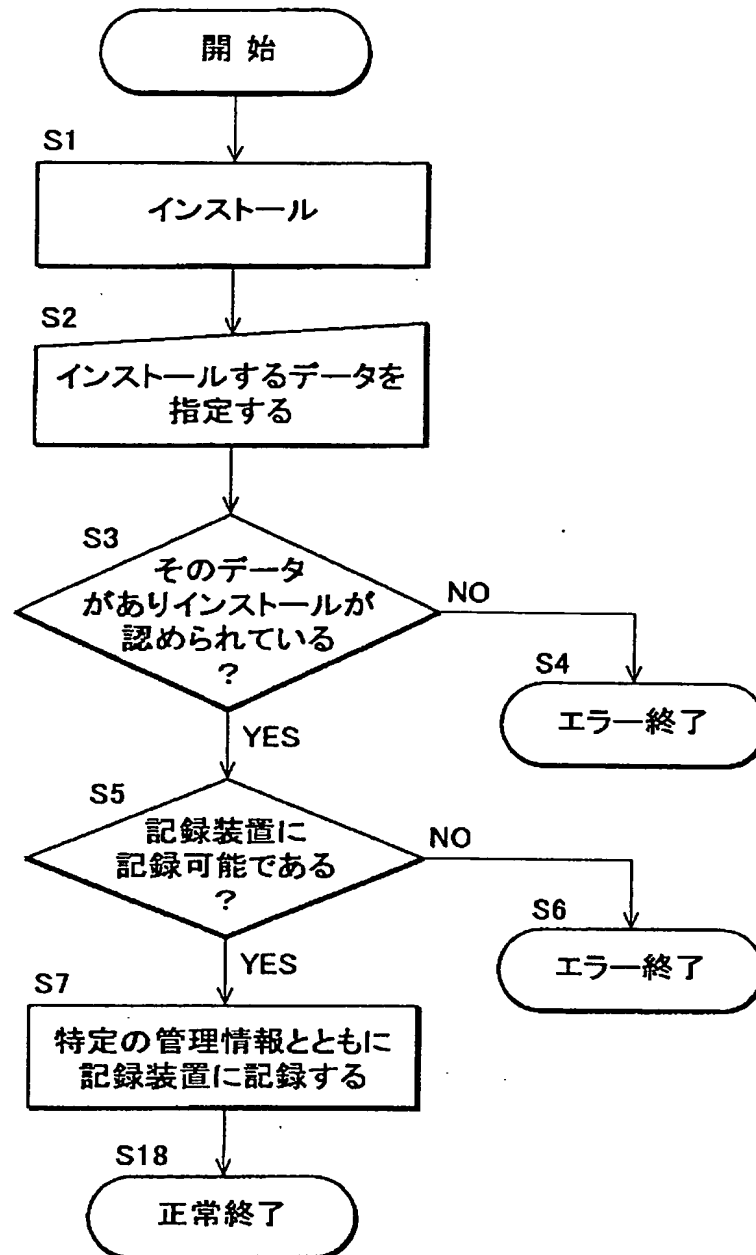 開始
S1
インストール
S2
インストールするデータを
指定する
S3
そのデータ
がありインストールが
認められている
?
NO
S4
エラー終了
YES
S5
記録装置に
記録可能である
?
NO
S6
エラー終了
YES
S7
特定の管理情報とともに
記録装置に記録する
S18
正常終了